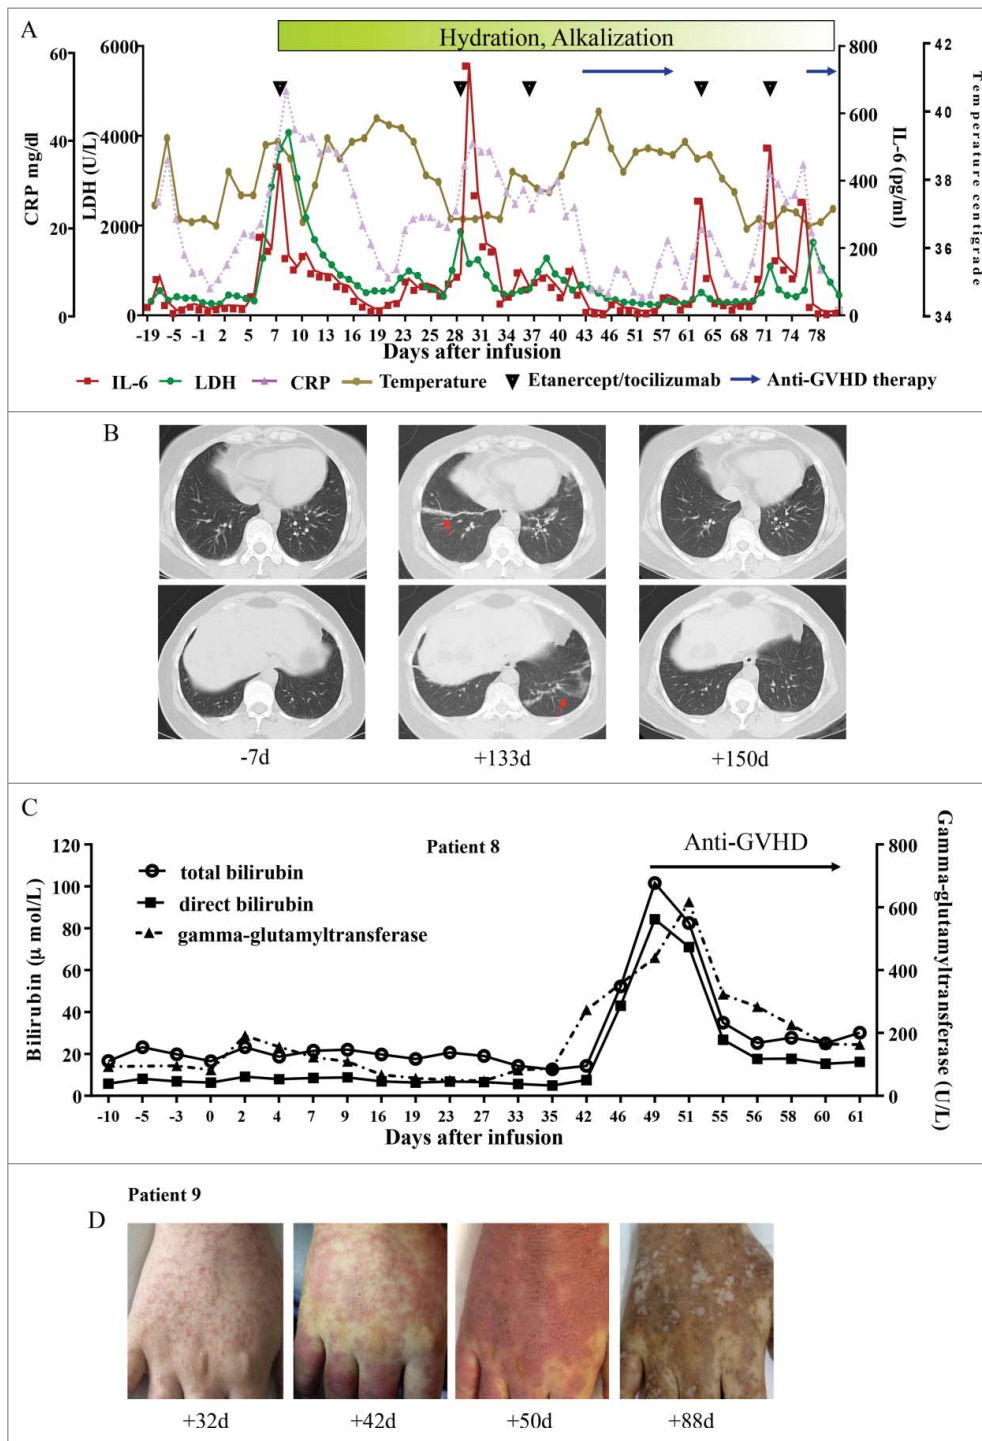 A
Hydration, Alkalization
60
40
20
0
CRP mg/dl
6000
4000
2000
0
LDH (U/L)
800
600
400
200
0
IL-6 (pg/ml)
42
40
38
36
34
Temperature centigrade
-19 -5 -1 2 5 7 10 13 16 19 23 25 28 31 34 37 40 44 46 51 57 61 65 68 71 74 78
Days after infusion
IL-6 LDH CRP Temperature Etanercept/tocilizumab Anti-GVHD therapy
B
-7d +133d +150d
C
Patient 8
Anti-GVHD
total bilirubin
direct bilirubin
gamma-glutamyltransferase
120
100
80
60
40
20
0
Bilirubin (μ mol/L)
800
600
400
200
0
Gamma-glutamyltransferase (U/L)
-10 -5 -3 0 2 4 7 9 16 19 23 27 33 35 42 46 49 51 55 56 58 60 61
Days after infusion
Patient 9
D
+32d +42d +50d +88d